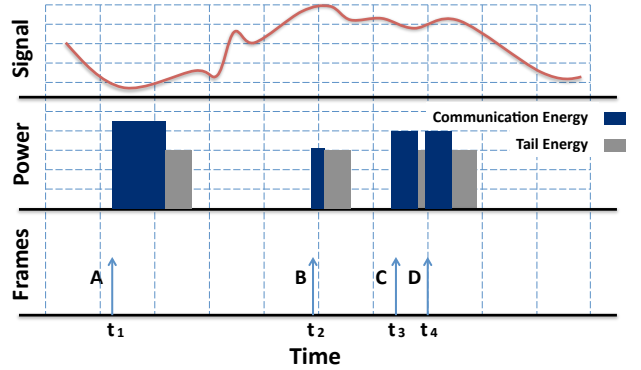 Signal
Power
Communication Energy
Tail Energy
Frames
A
B
C
D
t1
t2
t3
t4
Time